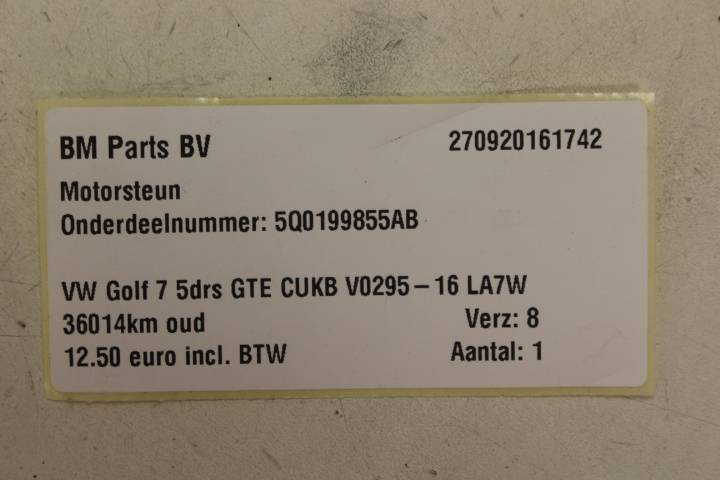 BM Parts BV 270920161742
Motorsteun
Onderdeelnummer: 5Q0199855AB
VW Golf 7 5drs GTE CUKB V0295-16 LA7W
36014km oud Verz: 8
12.50 euro incl. BTW Aantal: 1